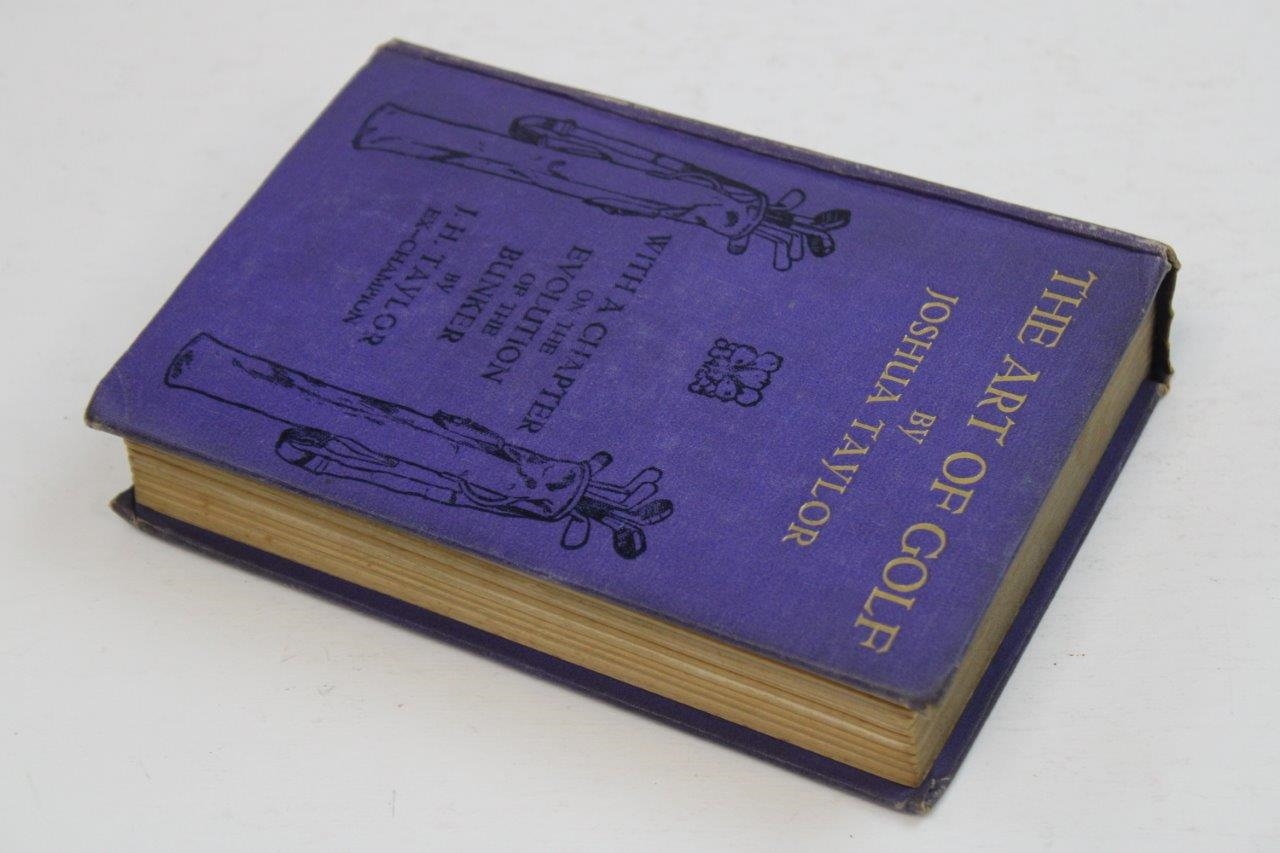 THE ART OF GOLF
BY
JOSHUA TAYLOR
WITH A CHAPTER
ON THE
EVOLUTION
OF THE
BUNKER
BY
J. H. TAYLOR
EX-CHAMPION